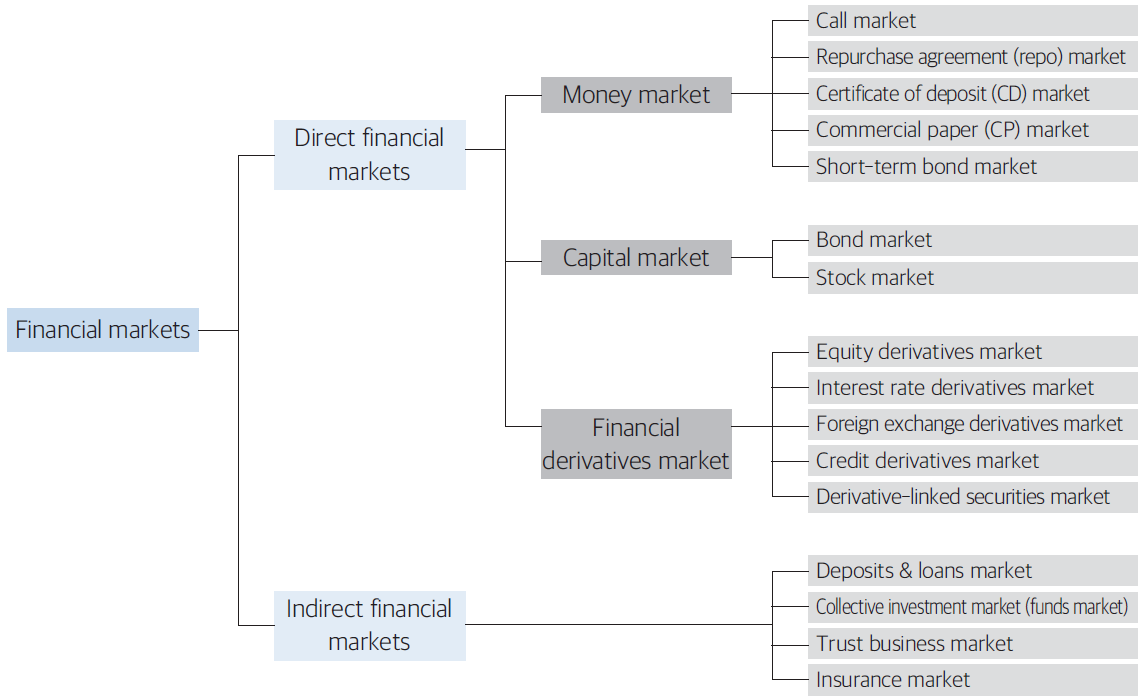 Financial markets
Direct financial
markets
Money market
Call market
Repurchase agreement (repo) market
Certificate of deposit (CD) market
Commercial paper (CP) market
Short-term bond market
Capital market
Bond market
Stock market
Financial
derivatives market
Equity derivatives market
Interest rate derivatives market
Foreign exchange derivatives market
Credit derivatives market
Derivative-linked securities market
Indirect financial
markets
Deposits & loans market
Collective investment market (funds market)
Trust business market
Insurance market